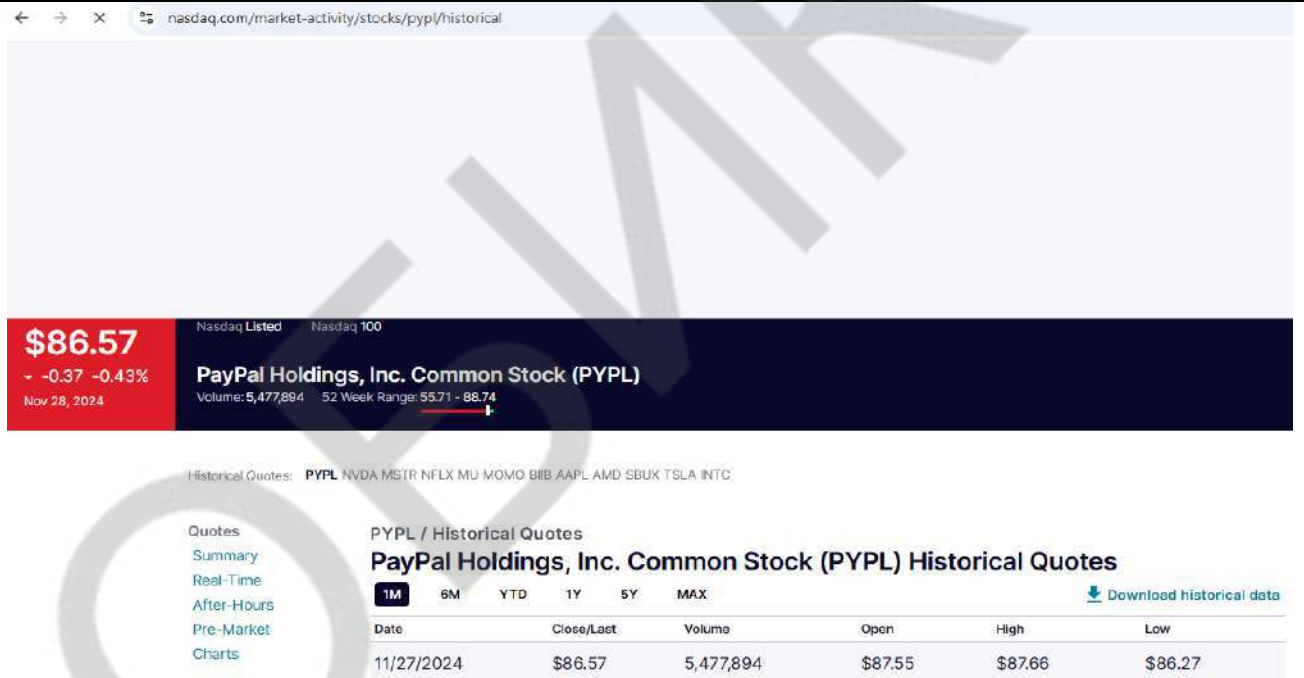 nasdaq.com/market-activity/stocks/pypl/historical
$86.57
-0.37 -0.43%
Nov 28, 2024
Nasdaq Listed Nasdaq 100
PayPal Holdings, Inc. Common Stock (PYPL)
Volume: 5,477,894 52 Week Range: 55.71 - 88.74
Historical Quotes: PYPL NVDA MSTR NFLX MU MOMO BIIB AAPL AMD SBUX TSLA INTC
Quotes
Summary
Real-Time
After-Hours
Pre-Market
Charts
PYPL / Historical Quotes
PayPal Holdings, Inc. Common Stock (PYPL) Historical Quotes
1M 6M YTD 1Y 5Y MAX
Download historical data
Date Close/Last Volume Open High Low
11/27/2024 $86.57 5,477,894 $87.55 $87.66 $86.27